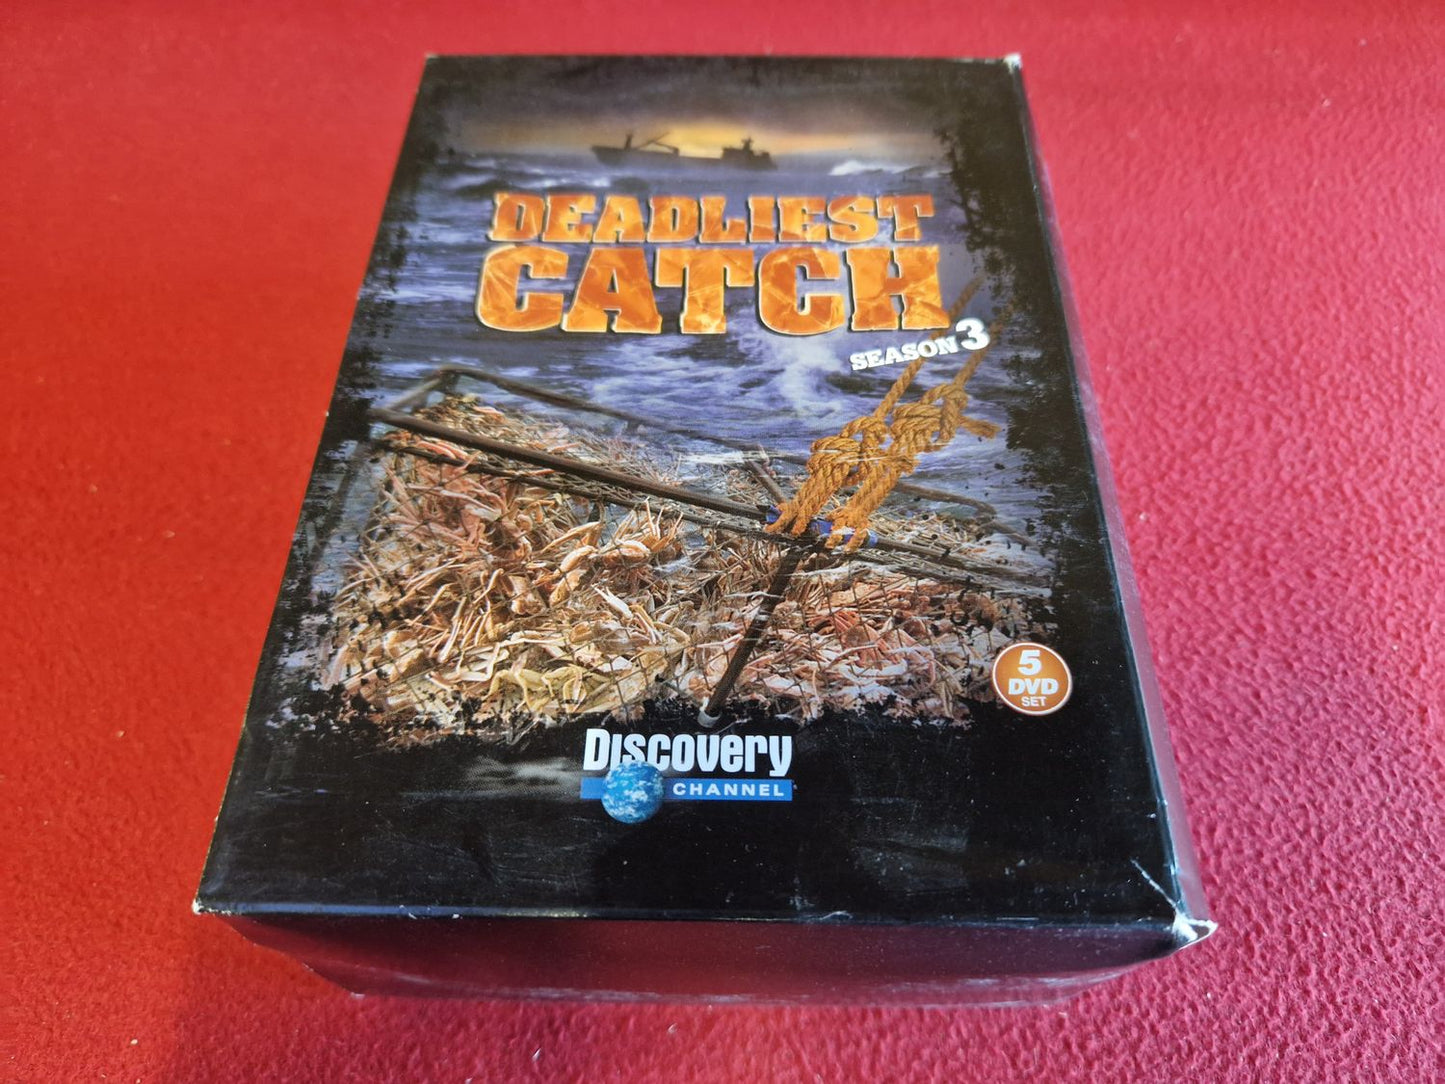 DEADLIEST
CATCH
SEASON 3
5
DVD
SET
DISCOVERY
CHANNEL